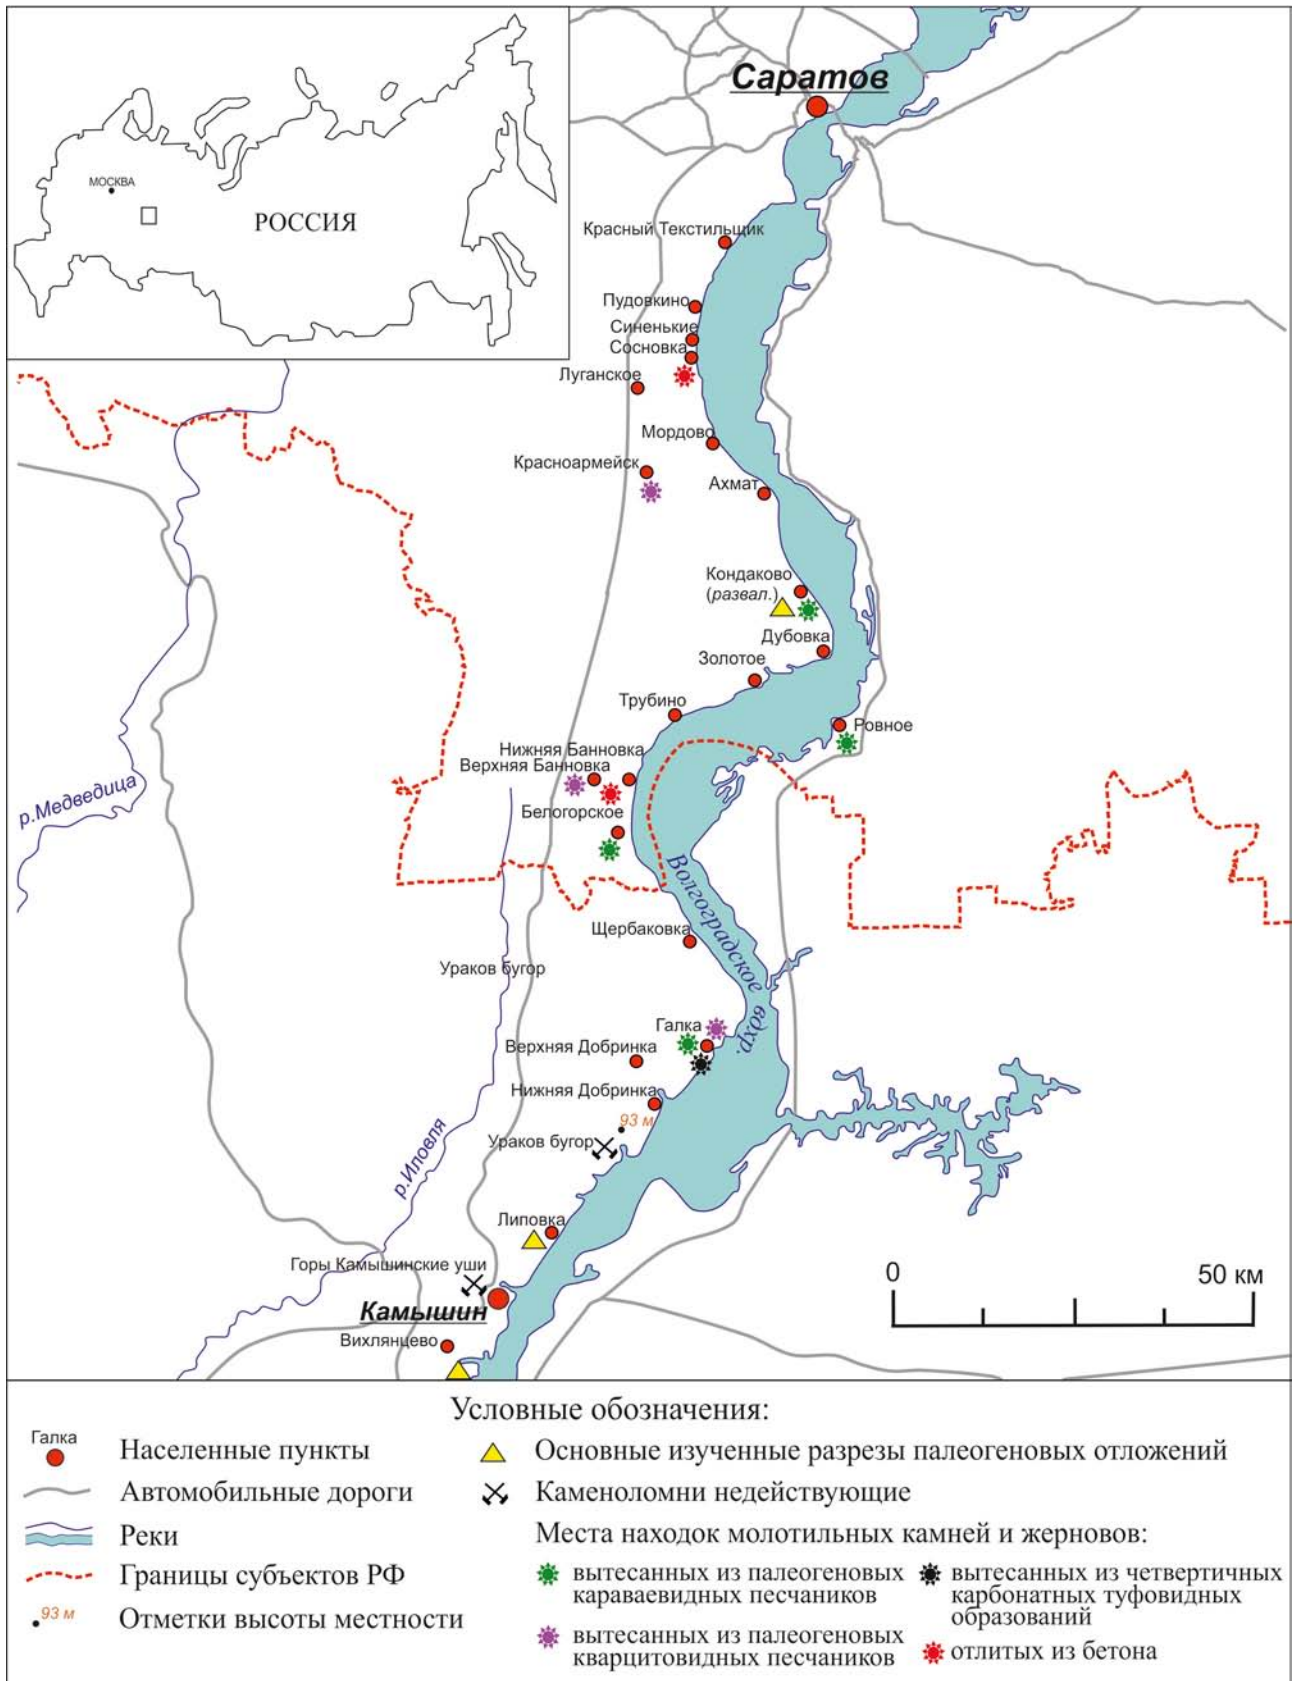 МОСКВА
РОССИЯ
Саратов
Красный Текстильщик
Пудовкино
Синенькие
Сосновка
Луганское
Мордово
Красноармейск
Ахмат
Кондаково
(развал.)
Дубовка
Золотое
Трубино
Ровное
Нижняя Банновка
Верхняя Банновка
Белогорское
р.Медведица
Волгоградское вдхр.
Щербаковка
Ураков бугор
Галка
Верхняя Добринка
Нижняя Добринка
93 м
Ураков бугор
р.Иловля
Липовка
Горы Камышинские уши
Камышин
Вихлянцево
0 50 км
Условные обозначения:
Галка
Населенные пункты
Автомобильные дороги
Реки
Границы субъектов РФ
93 м
Отметки высоты местности
Основные изученные разрезы палеогеновых отложений
Каменоломни недействующие
Места находок молотильных камней и жерновов:
вытесанных из палеогеновых
караваевидных песчаников
вытесанных из палеогеновых
кварцитовидных песчаников
вытесанных из четвертичных
карбонатных туфовидных
образований
отлитых из бетона